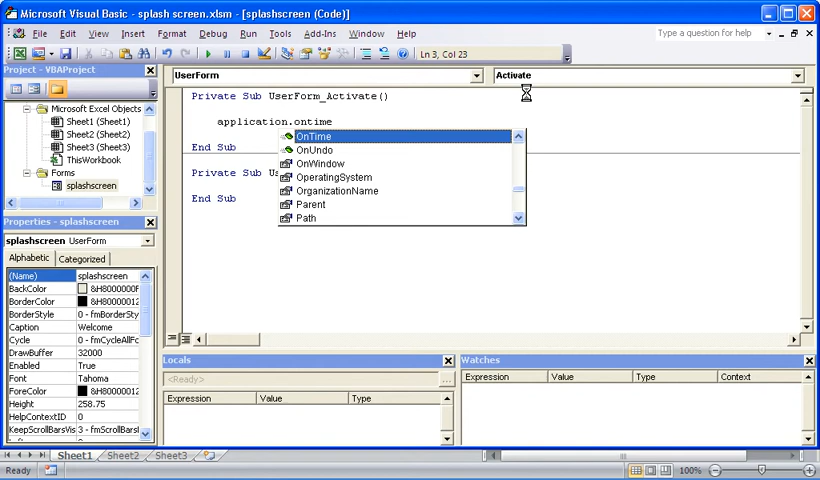 Microsoft Visual Basic - splash screen.xlsm - [splashscreen (Code)]
File Edit View Insert Format Debug Run Tools Add-Ins Window Help
Type a question for help
Ln 3, Col 23
Project - VBAProject
Microsoft Excel Objects
Sheet1 (Sheet1)
Sheet2 (Sheet2)
Sheet3 (Sheet3)
ThisWorkbook
Forms
splashscreen
UserForm
Activate
Private Sub UserForm_Activate()
application.ontime
End Sub
Private Sub Us
End Sub
OnTime
OnUndo
OnWindow
OperatingSystem
OrganizationName
Parent
Path
Properties - splashscreen
splashscreen UserForm
Alphabetic Categorized
(Name) splashscreen
BackColor &H8000000F
BorderColor &H80000012
BorderStyle 0 - fmBorderSty
Caption Welcome
Cycle 0 - fmCycleAllFo
DrawBuffer 32000
Enabled True
Font Tahoma
ForeColor &H80000012
Height 258.75
HelpContextID 0
KeepScrollBarsVis 3 - fmScrollBars
Locals
<Ready>
Expression Value Type
Watches
Expression Value Type Context
Sheet1 Sheet2 Sheet3
Ready
100%